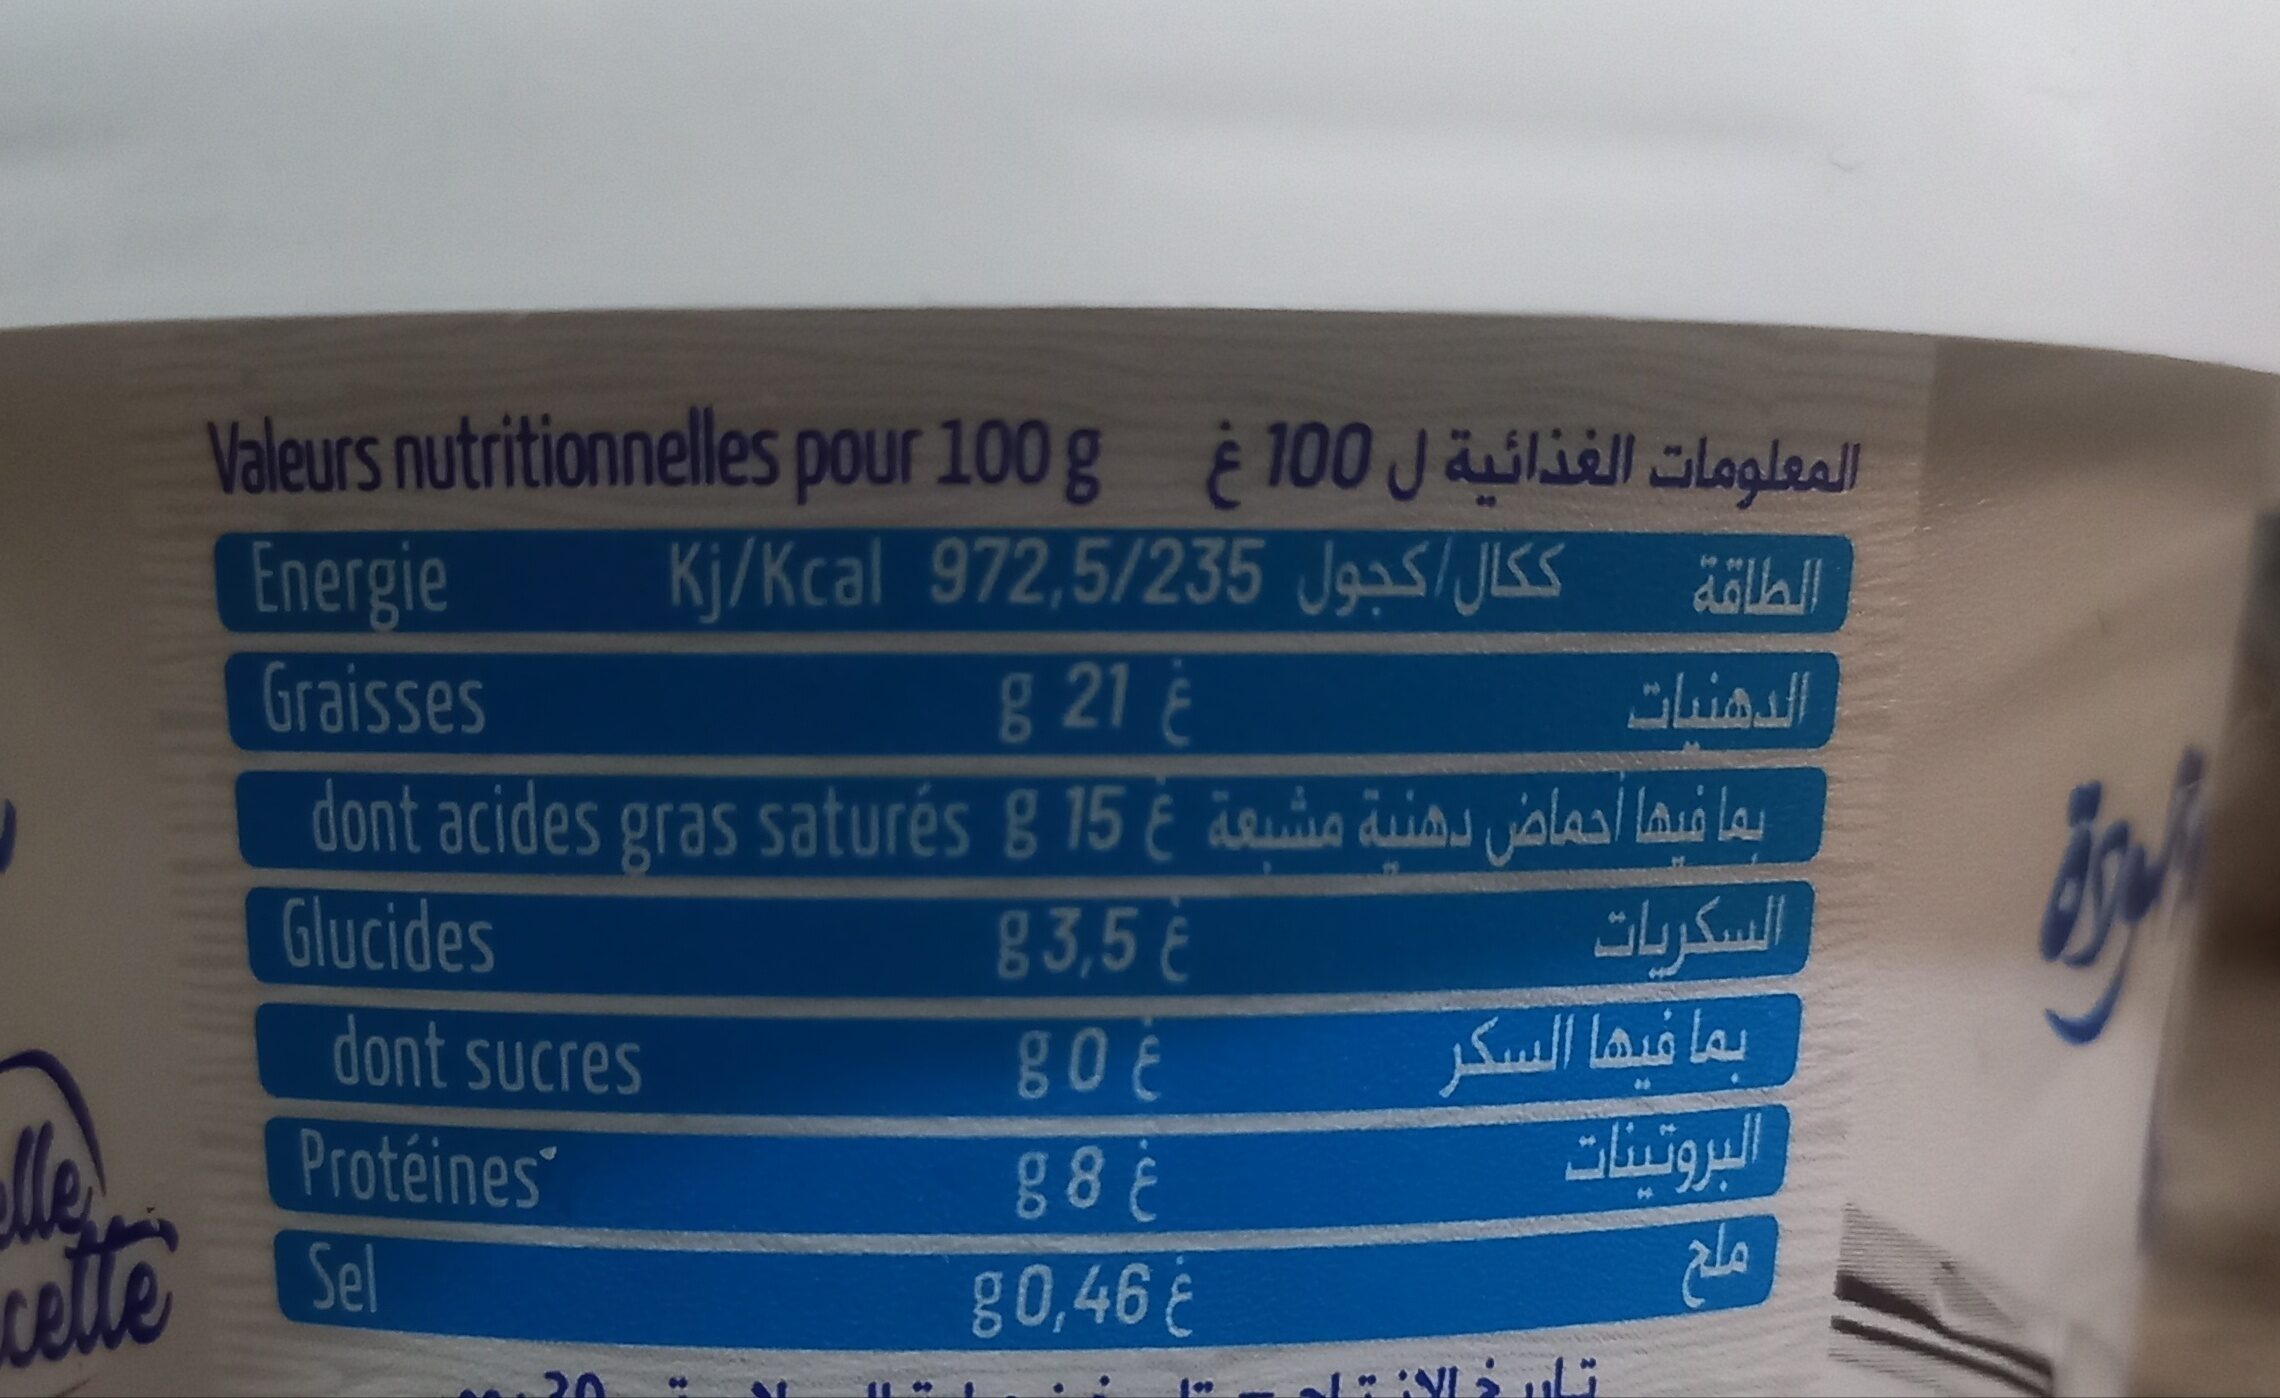 Valeurs nutritionnelles pour 100 g المعلومات الغذائية ل 100 غ
Energie Kj/Kcal 972,5/235 ككال/كجول الطاقة
Graisses g 21 غ الدهنيات
dont acides gras saturés g 15 غ بما فيها أحماض دهنية مشبعة
Glucides g 3,5 غ السكريات
dont sucres g 0 غ بما فيها السكر
Protéines g 8 غ البروتينات
Sel g 0,46 غ ملح